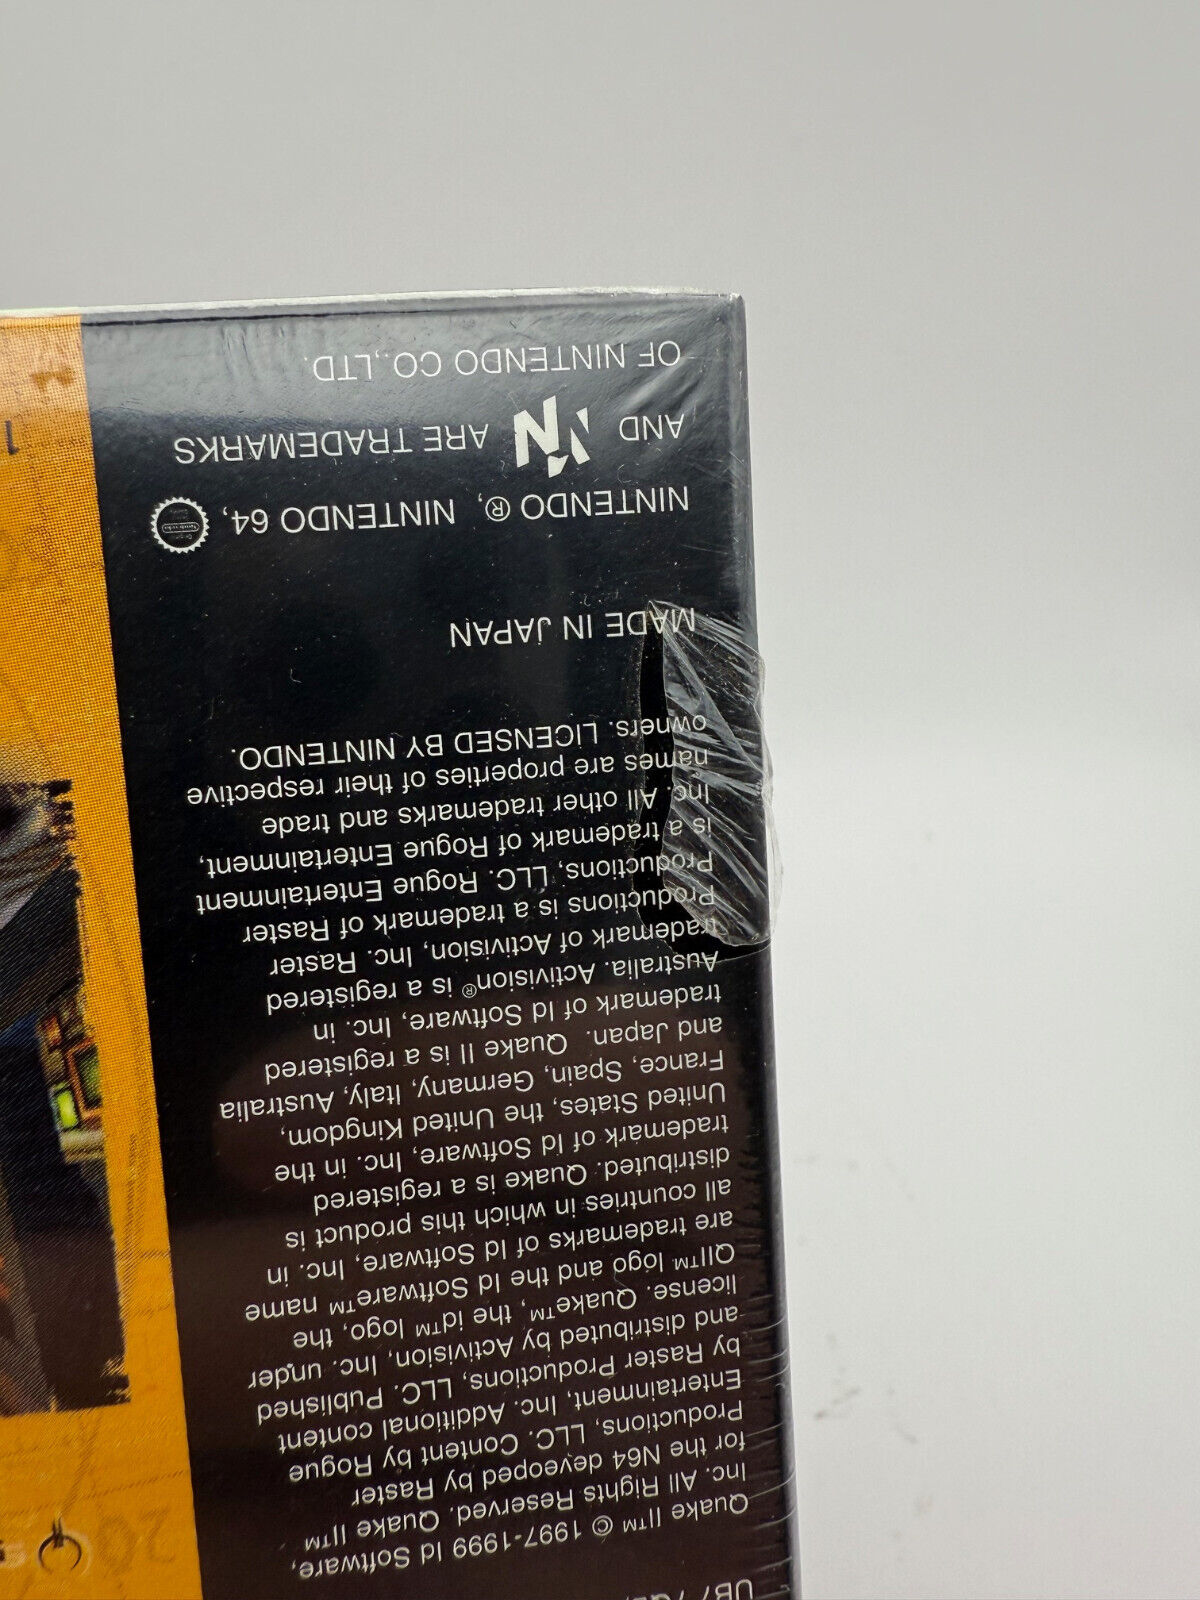 Quake II™ © 1997-1999 Id Software,
Inc. All Rights Reserved. Quake II™
for the N64 deveoped by Raster
Productions, LLC. Content by Rogue
Entertainment, Inc. Additional content
by Raster Productions, LLC. Published
and distributed by Activision, Inc. under
license. Quake™, the id™ logo, the
QII™ logo and the Id Software™ name
are trademarks of Id Software, Inc. in
all countries in which this product is
distributed. Quake is a registered
trademark of Id Software, Inc. in the
United States, the United Kingdom,
France, Spain, Germany, Italy, Australia
and Japan. Quake II is a registered
trademark of Id Software, Inc. in
Australia. Activision® is a registered
trademark of Activision, Inc. Raster
Productions is a trademark of Raster
Productions, LLC. Rogue Entertainment
is a trademark of Rogue Entertainment,
Inc. All other trademarks and trade
names are properties of their respective
owners. LICENSED BY NINTENDO.
MADE IN JAPAN
NINTENDO ®, NINTENDO 64,
AND N ARE TRADEMARKS
OF NINTENDO CO.,LTD.
20
1